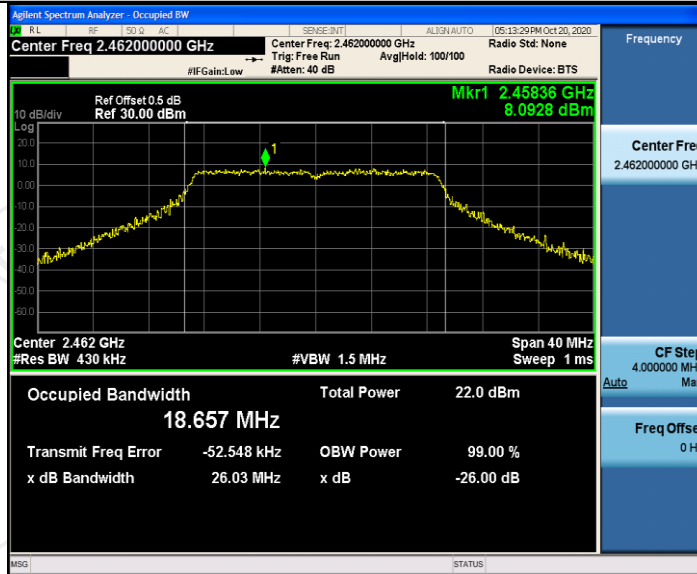 Agilent Spectrum Analyzer - Occupied BW
RL RF 50 Ω AC SENSE:INT ALIGN AUTO 05:13:29 PM Oct 20, 2020
Center Freq 2.462000000 GHz Center Freq: 2.462000000 GHz Radio Std: None
Trig: Free Run Avg|Hold: 100/100
#IFGain:Low #Atten: 40 dB Radio Device: BTS
Frequency
Ref Offset 0.5 dB Mkr1 2.45836 GHz
10 dB/div Ref 30.00 dBm 8.0928 dBm
Log
20.0
10.0
0.00
-10.0
-20.0
-30.0
-40.0
-50.0
-60.0
1
Center 2.462 GHz Span 40 MHz
#Res BW 430 kHz #VBW 1.5 MHz Sweep 1 ms
Occupied Bandwidth Total Power 22.0 dBm
18.657 MHz
Transmit Freq Error -52.548 kHz OBW Power 99.00 %
x dB Bandwidth 26.03 MHz x dB -26.00 dB
Center Fre
2.462000000 GH
CF Step
4.000000 MH
Auto Ma
Freq Offse
0 H
MSG STATUS